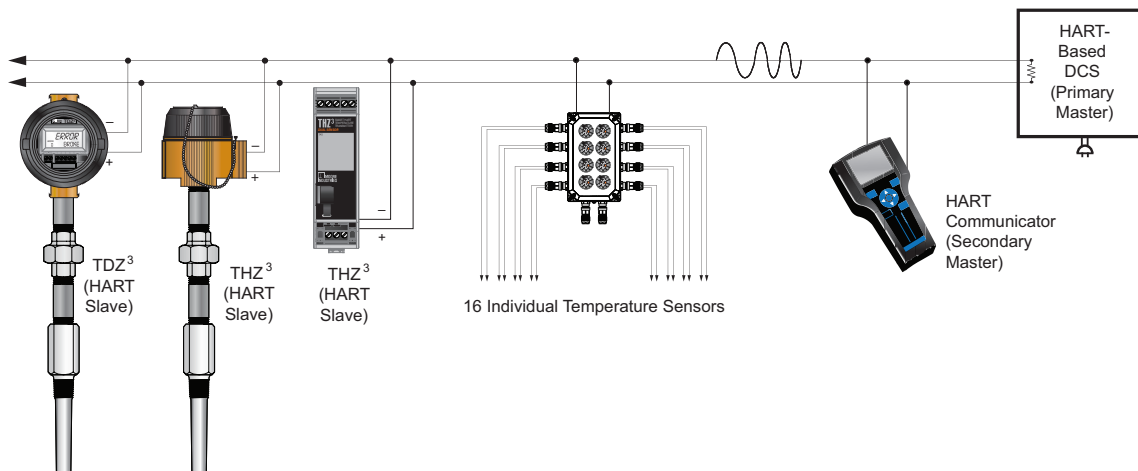 HART-
Based
DCS
(Primary
Master)
ERROR
BROKE
−
+
−
+
THZ³
−
+
TDZ³
(HART
Slave)
THZ³
(HART
Slave)
THZ³
(HART
Slave)
16 Individual Temperature Sensors
HART
Communicator
(Secondary
Master)